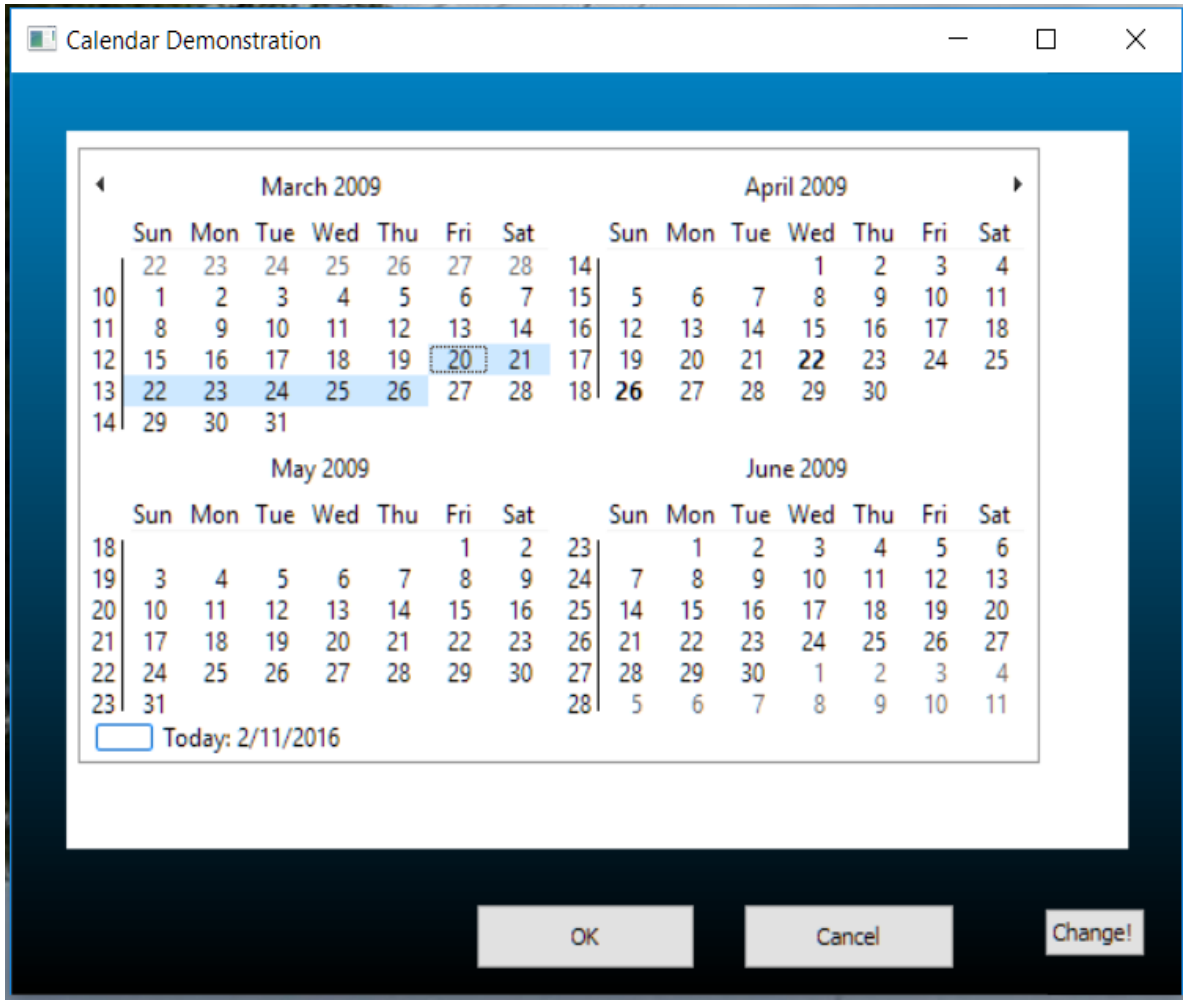 Calendar Demonstration
March 2009 April 2009
Sun Mon Tue Wed Thu Fri Sat Sun Mon Tue Wed Thu Fri Sat
22 23 24 25 26 27 28 14 1 2 3 4
10 1 2 3 4 5 6 7 15 5 6 7 8 9 10 11
11 8 9 10 11 12 13 14 16 12 13 14 15 16 17 18
12 15 16 17 18 19 20 21 17 19 20 21 22 23 24 25
13 22 23 24 25 26 27 28 18 26 27 28 29 30
14 29 30 31
May 2009 June 2009
Sun Mon Tue Wed Thu Fri Sat Sun Mon Tue Wed Thu Fri Sat
18 1 2 23 1 2 3 4 5 6
19 3 4 5 6 7 8 9 24 7 8 9 10 11 12 13
20 10 11 12 13 14 15 16 25 14 15 16 17 18 19 20
21 17 18 19 20 21 22 23 26 21 22 23 24 25 26 27
22 24 25 26 27 28 29 30 27 28 29 30 1 2 3 4
23 31 28 5 6 7 8 9 10 11
Today: 2/11/2016
OK Cancel Change!